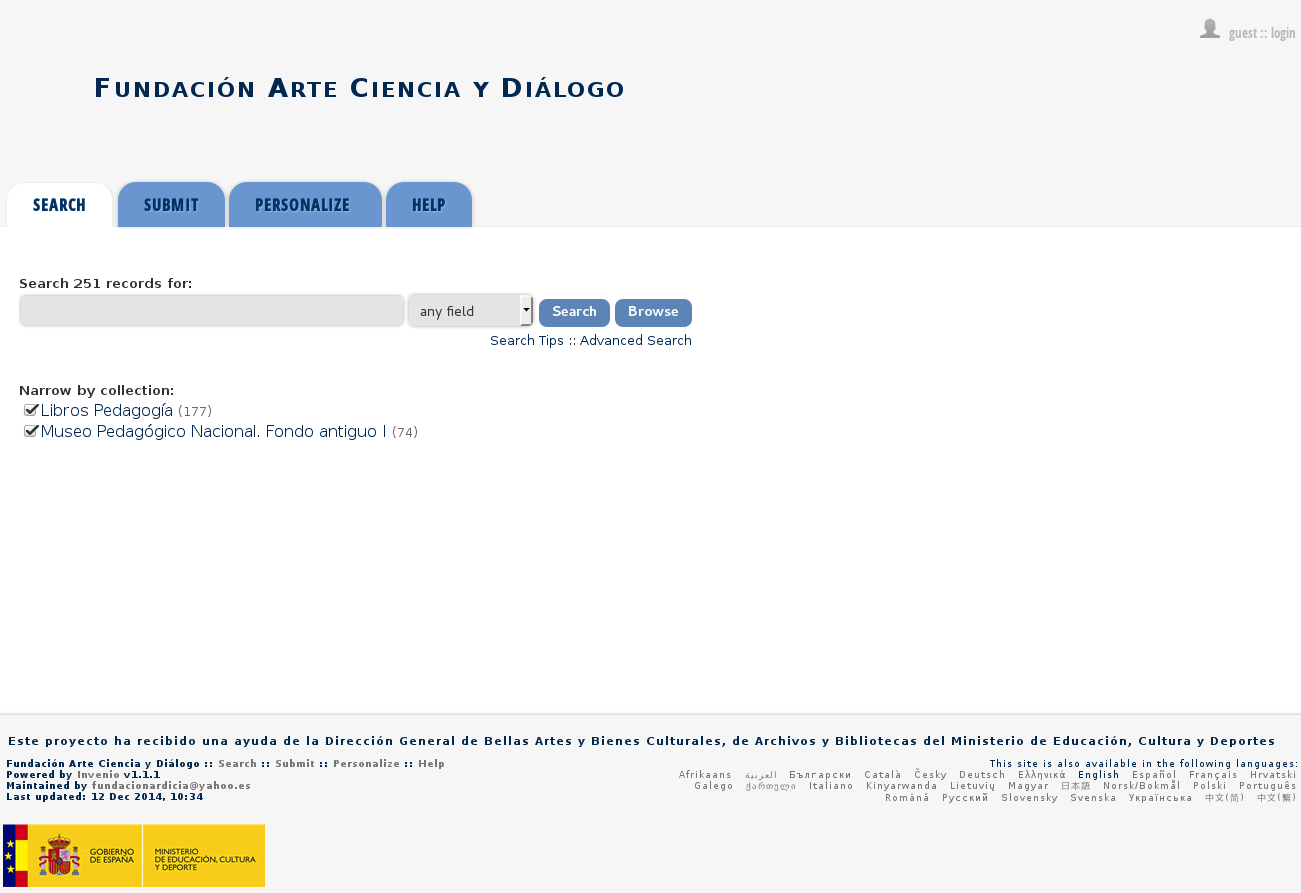 guest :: login
Fundación Arte Ciencia y Diálogo
SEARCH
SUBMIT
PERSONALIZE
HELP
Search 251 records for:
any field
Search
Browse
Search Tips :: Advanced Search
Narrow by collection:
Libros Pedagogía (177)
Museo Pedagógico Nacional. Fondo antiguo I (74)
Este proyecto ha recibido una ayuda de la Dirección General de Bellas Artes y Bienes Culturales, de Archivos y Bibliotecas del Ministerio de Educación, Cultura y Deportes
Fundación Arte Ciencia y Diálogo :: Search :: Submit :: Personalize :: Help
Powered by Invenio v1.1.1
Maintained by fundacionardicia@yahoo.es
Last updated: 12 Dec 2014, 10:34
This site is also available in the following languages:
Afrikaans العربية Български Català Česky Deutsch Ελληνικά English Español Français Hrvatski
Galego ქართული Italiano Kinyarwanda Lietuvių Magyar 日本語 Norsk/Bokmål Polski Português
Română Русский Slovensky Svenska Українська 中文(简) 中文(繁)
GOBIERNO
DE ESPAÑA
MINISTERIO
DE EDUCACIÓN, CULTURA
Y DEPORTE